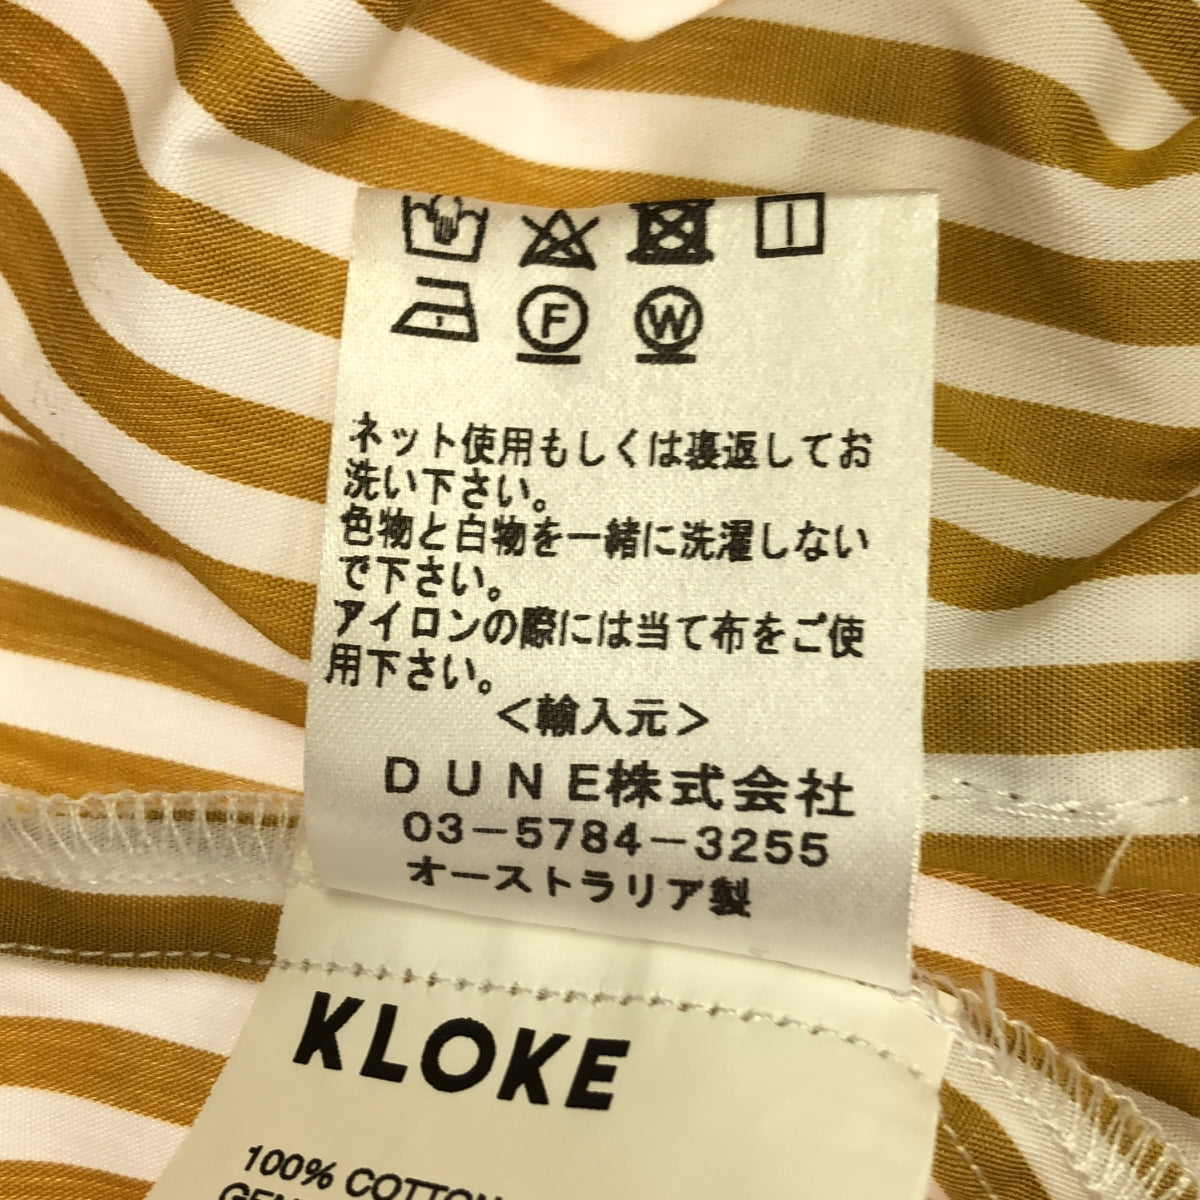 F W
ネット使用もしくは裏返してお
洗い下さい。
色物と白物を一緒に洗濯しない
で下さい。
アイロンの際には当て布をご使
用下さい。
＜輸入元＞
ＤＵＮＥ株式会社
03－5784－3255
オーストラリア製
KLOKE
100% COTTON